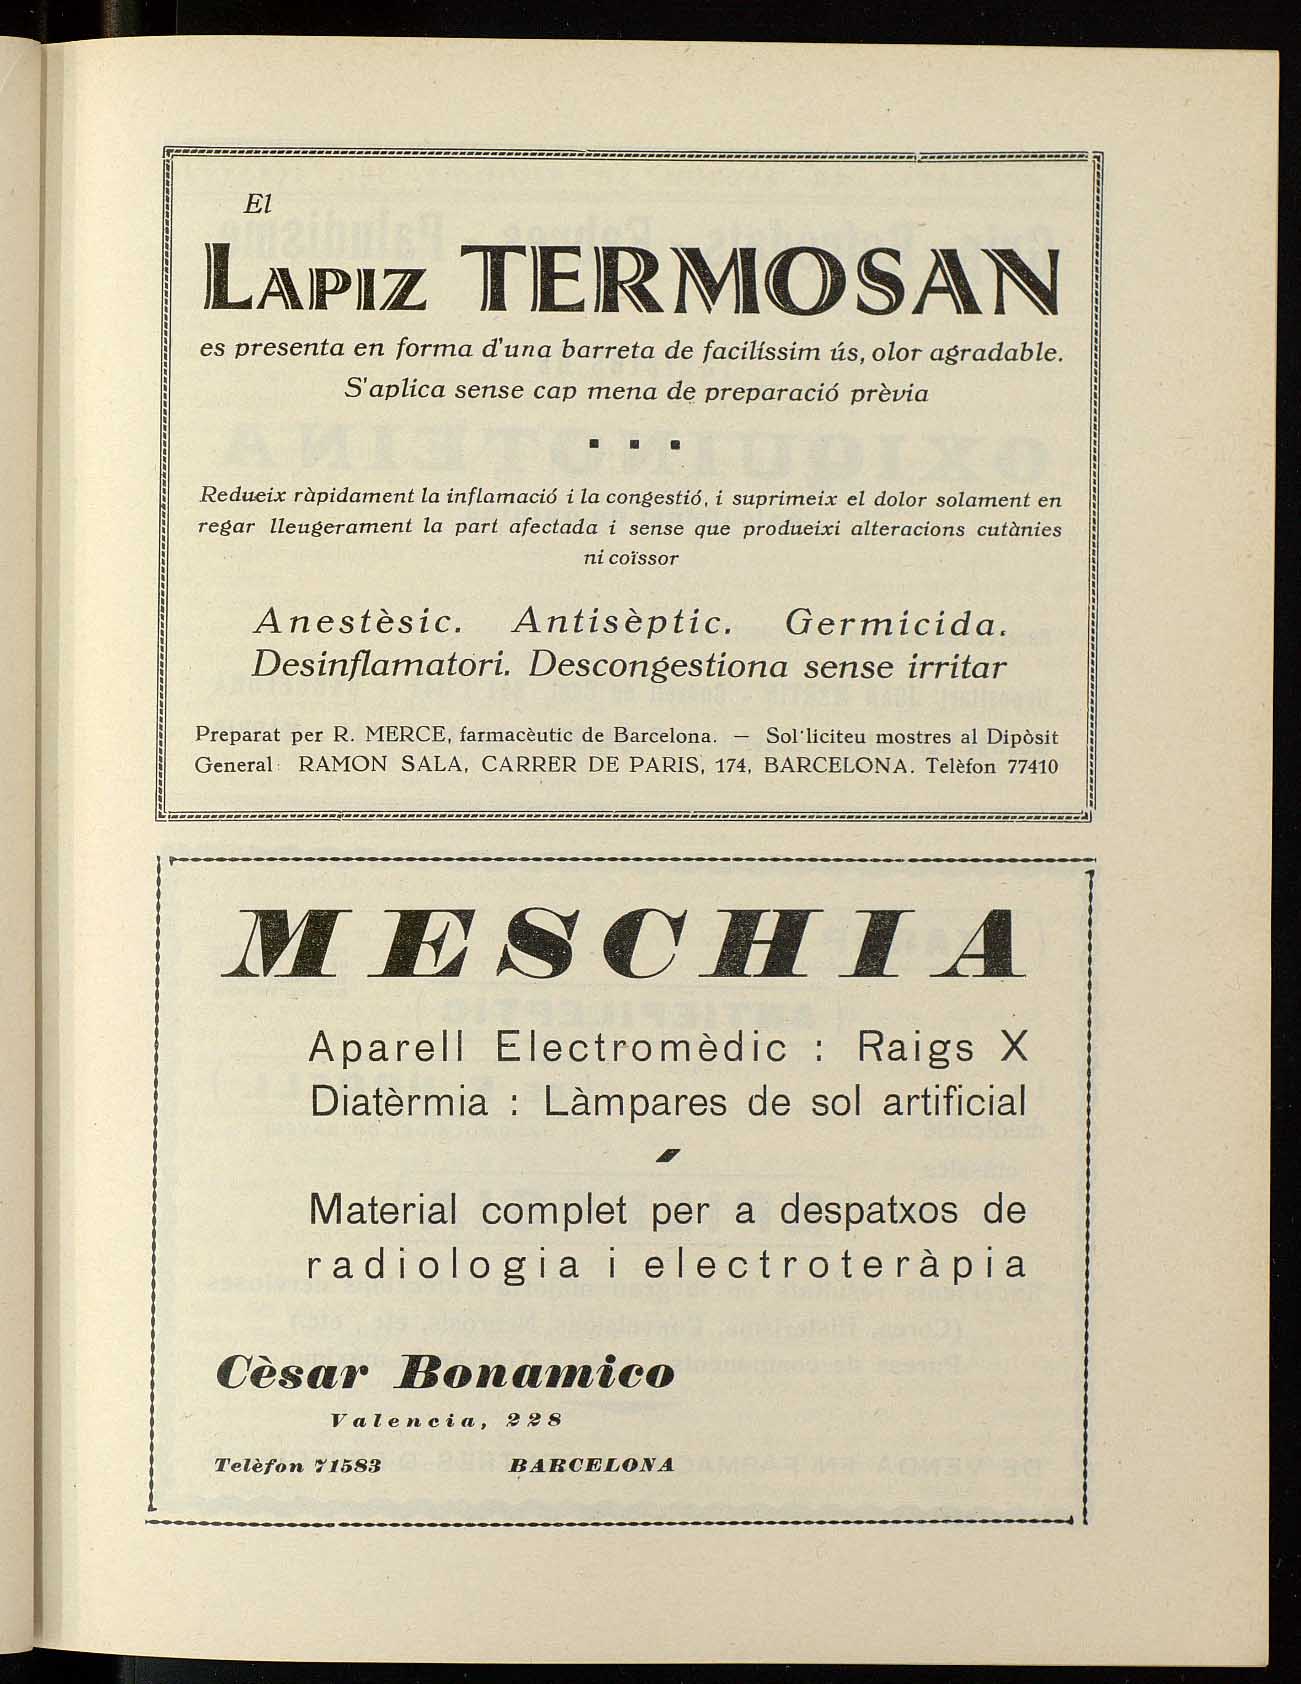 El
LAPIZ TERMOSAN
es presenta en forma d'una barreta de facilíssim ús, olor agradable.
S'aplica sense cap mena de preparació prèvia
Redueix ràpidament la inflamació i la congestió, i suprimeix el dolor solament en
regar lleugerament la part afectada i sense que produeixi alteracions cutànies
ni coïssor
Anestèsic. Antisèptic. Germicida.
Desinflamatori. Descongestiona sense irritar
Preparat per R. MERCE, farmacèutic de Barcelona. — Sol·liciteu mostres al Dipòsit
General: RAMON SALA, CARRER DE PARIS, 174, BARCELONA. Telèfon 77410
MESCHIA
Aparell Electromèdic : Raigs X
Diatèrmia : Làmpares de sol artificial
Material complet per a despatxos de
radiologia i electroteràpia
Cèsar Bonamico
Valencia, 228
Telèfon 71583 BARCELONA